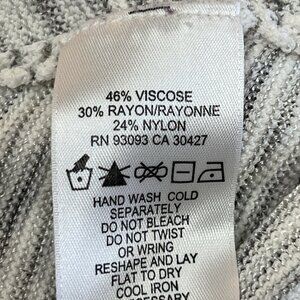 46% VISCOSE
30% RAYON/RAYONNE
24% NYLON
RN 93093 CA 30427
HAND WASH COLD
SEPARATELY
DO NOT BLEACH
DO NOT TWIST
OR WRING
RESHAPE AND LAY
FLAT TO DRY
COOL IRON